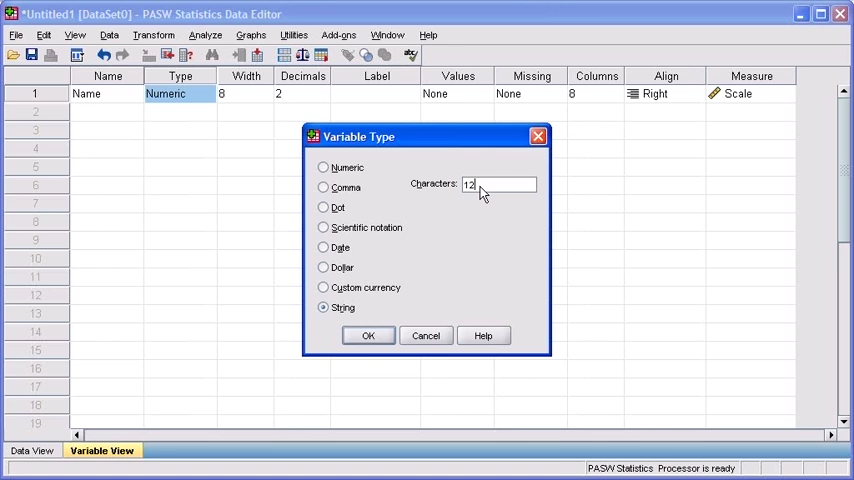 *Untitled1 [DataSet0] - PASW Statistics Data Editor
File Edit View Data Transform Analyze Graphs Utilities Add-ons Window Help
Name Type Width Decimals Label Values Missing Columns Align Measure
1 Name Numeric 8 2 None None 8 Right Scale
2
3
4
5
6
7
8
9
10
11
12
13
14
15
16
17
18
19
Variable Type
Numeric
Characters: 12
Comma
Dot
Scientific notation
Date
Dollar
Custom currency
String
OK Cancel Help
Data View Variable View
PASW Statistics Processor is ready